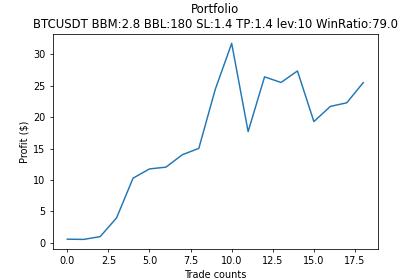 Portfolio
BTCUSDT BBM:2.8 BBL:180 SL:1.4 TP:1.4 lev:10 WinRatio:79.0
30
25
20
15
10
5
0
Profit ($)
0.0 2.5 5.0 7.5 10.0 12.5 15.0 17.5
Trade counts